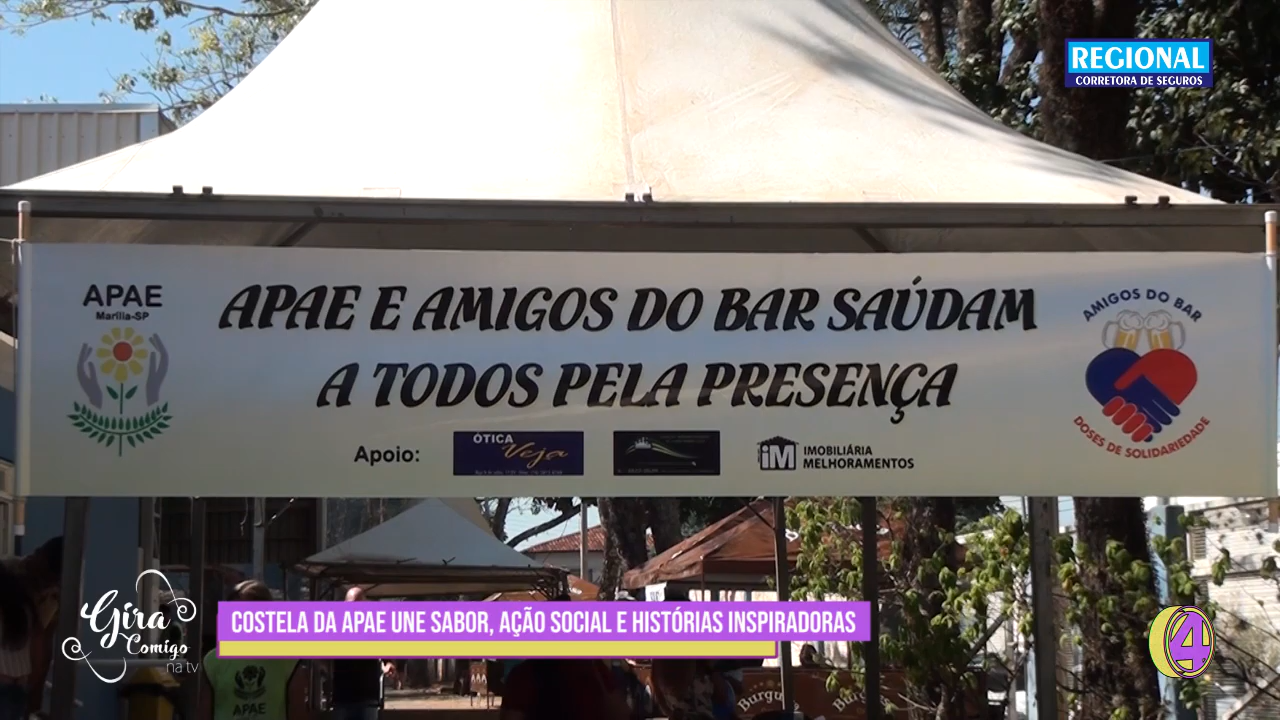 REGIONAL
CORRETORA DE SEGUROS
APAE
Marília-SP
APAE E AMIGOS DO BAR SAÚDAM
A TODOS PELA PRESENÇA
AMIGOS DO BAR
DOSES DE SOLIDARIEDADE
Apoio:
ÓTICA
Veja
iM
IMOBILIÁRIA
MELHORAMENTOS
Gira
Comigo
na tv
COSTELA DA APAE UNE SABOR, AÇÃO SOCIAL E HISTÓRIAS INSPIRADORAS
4
APAE